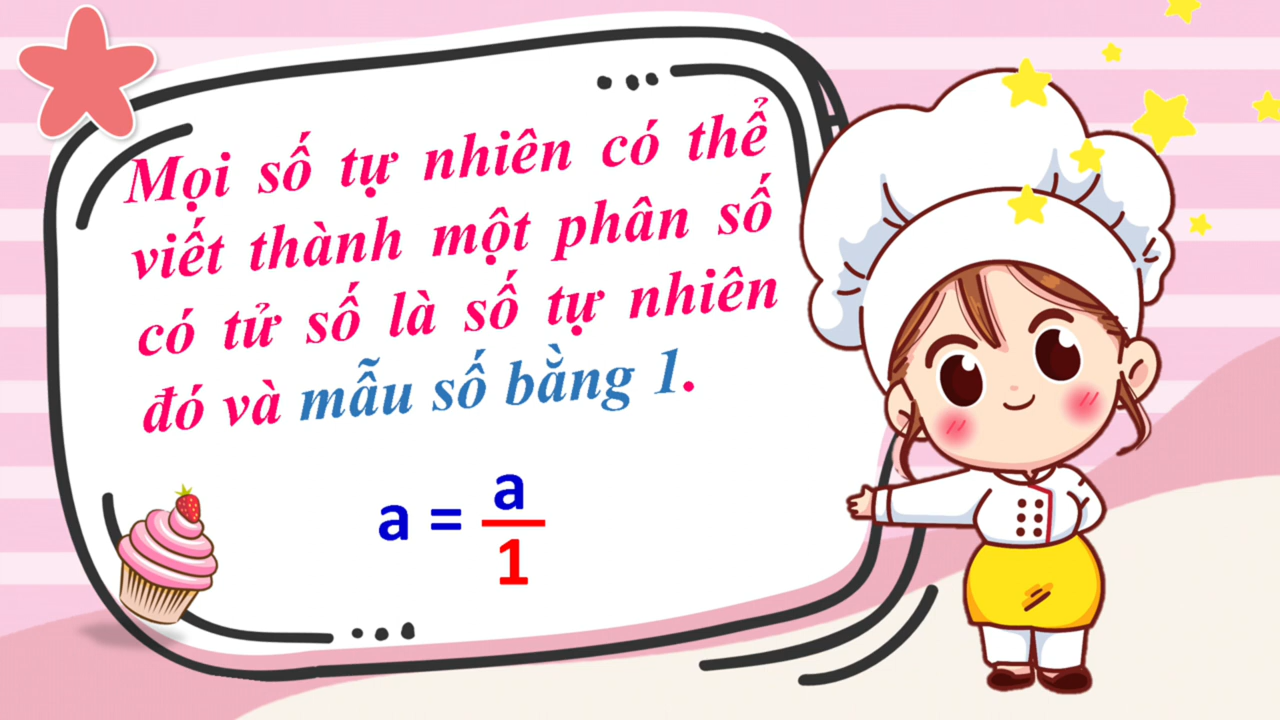 Mọi số tự nhiên có thể
viết thành một phân số
có tử số là số tự nhiên
đó và mẫu số bằng 1.
a = a
1